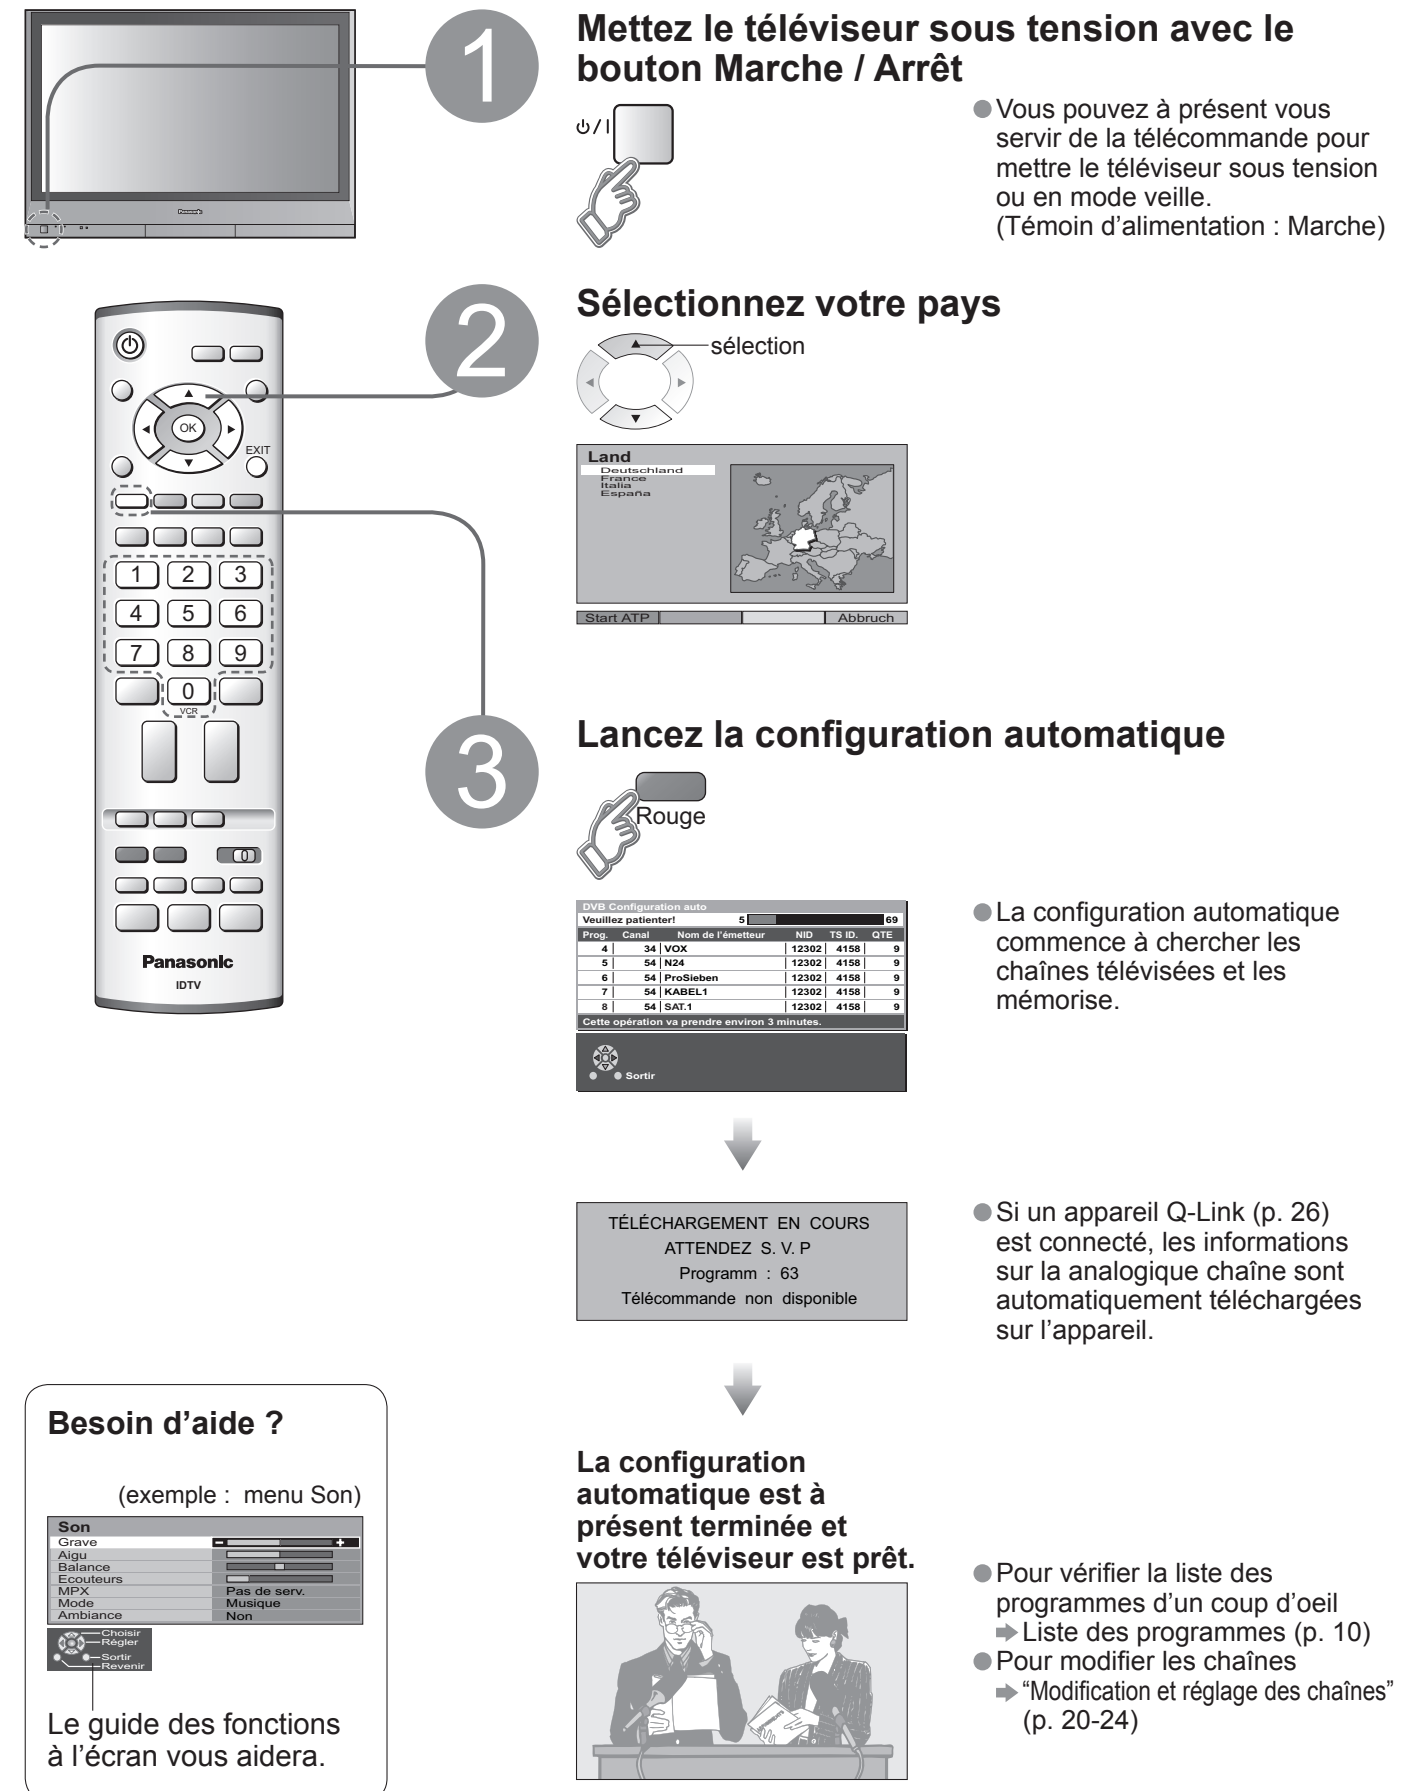 1
Mettez le téléviseur sous tension avec le
bouton Marche / Arrêt
Vous pouvez à présent vous
servir de la télécommande pour
mettre le téléviseur sous tension
ou en mode veille.
(Témoin d’alimentation : Marche)
Panasonic
2
Sélectionnez votre pays
sélection
Land
Deutschland
France
Italia
España
Start ATP
Abbruch
OK
EXIT
1 2 3
4 5 6
7 8 9
0
VCR
0
Panasonic
IDTV
3
Lancez la configuration automatique
Rouge
DVB Configuration auto
Veuillez patienter! 5 69
Prog. Canal Nom de l'émetteur NID TS ID. QTE
4 34 VOX 12302 4158 9
5 54 N24 12302 4158 9
6 54 ProSieben 12302 4158 9
7 54 KABEL1 12302 4158 9
8 54 SAT.1 12302 4158 9
Cette opération va prendre environ 3 minutes.
Sortir
La configuration automatique
commence à chercher les
chaînes télévisées et les
mémorise.
TÉLÉCHARGEMENT EN COURS
ATTENDEZ S. V. P
Programm : 63
Télécommande non disponible
Si un appareil Q-Link (p. 26)
est connecté, les informations
sur la analogique chaîne sont
automatiquement téléchargées
sur l’appareil.
La configuration
automatique est à
présent terminée et
votre téléviseur est prêt.
Pour vérifier la liste des
programmes d’un coup d’oeil
Liste des programmes (p. 10)
Pour modifier les chaînes
“Modification et réglage des chaînes”
(p. 20-24)
Besoin d’aide ?
(exemple : menu Son)
Son
Grave
Aigu
Balance
Ecouteurs
MPX Pas de serv.
Mode Musique
Ambiance Non
Choisir
Régler
Sortir
Revenir
Le guide des fonctions
à l’écran vous aidera.